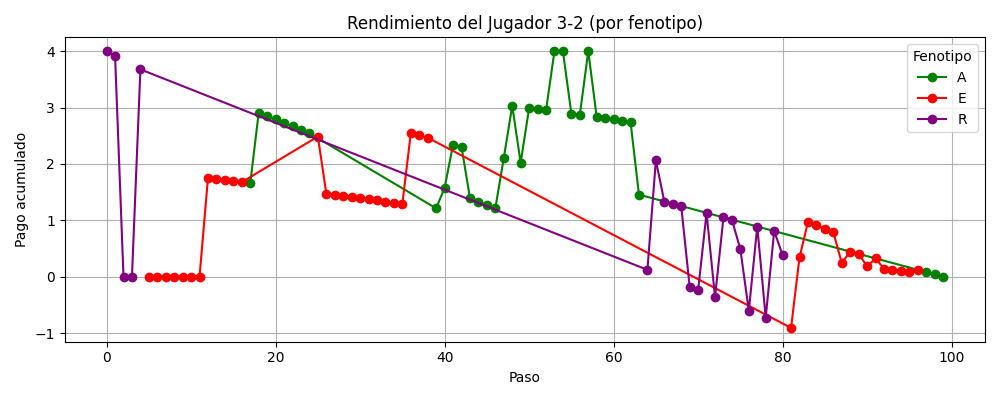 Rendimiento del Jugador 3-2 (por fenotipo)
Pago acumulado
4
3
2
1
0
−1
Fenotipo
A
E
R
0 20 40 60 80 100
Paso